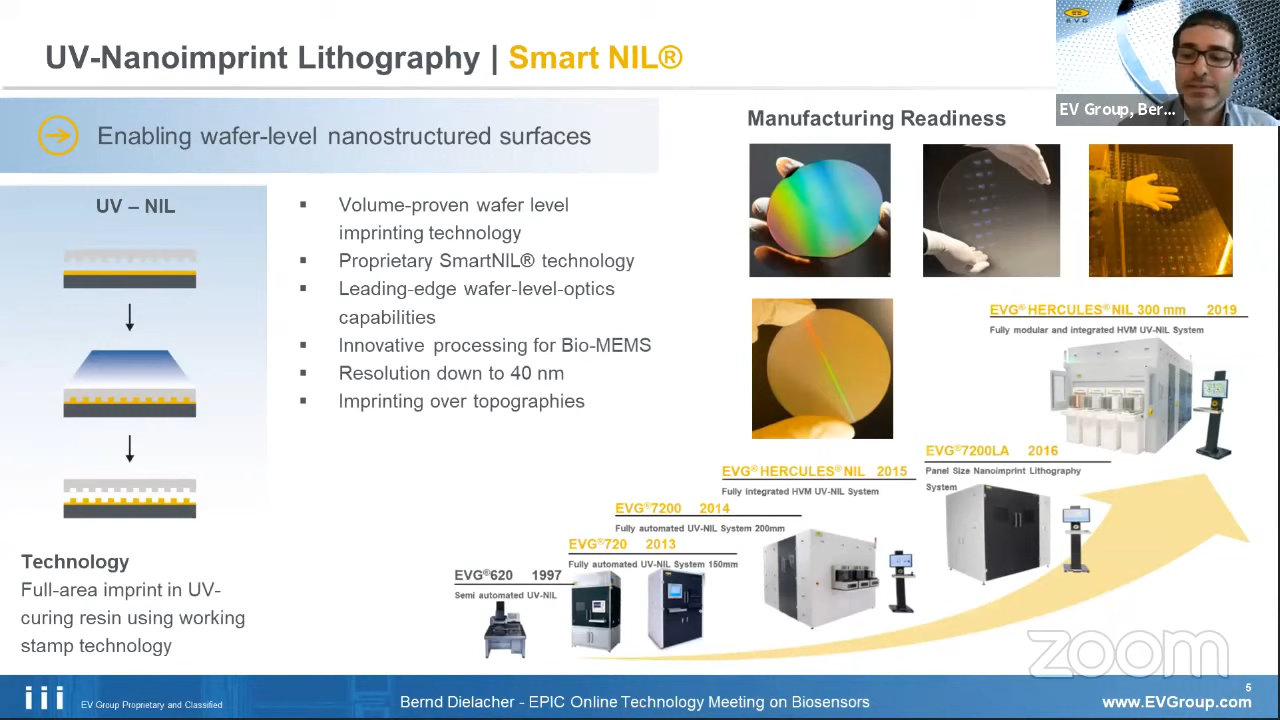 UV-Nanoimprint Lithography | Smart NIL®
EVG
EV Group, Ber...
Enabling wafer-level nanostructured surfaces
Manufacturing Readiness
UV – NIL
▪ Volume-proven wafer level
imprinting technology
▪ Proprietary SmartNIL® technology
▪ Leading-edge wafer-level-optics
capabilities
▪ Innovative processing for Bio-MEMS
▪ Resolution down to 40 nm
▪ Imprinting over topographies
EVG® HERCULES® NIL 300 mm 2019
Fully modular and integrated HVM UV-NIL System
EVG®7200LA 2016
Panel Size Nanoimprint Lithography
System
EVG® HERCULES® NIL 2015
Fully integrated HVM UV-NIL System
EVG®7200 2014
Fully automated UV-NIL System 200mm
EVG®720 2013
Fully automated UV-NIL System 150mm
EVG®620 1997
Semi automated UV-NIL
Technology
Full-area imprint in UV-
curing resin using working
stamp technology
zoom
EV Group Proprietary and Classified
Bernd Dielacher - EPIC Online Technology Meeting on Biosensors
5
www.EVGroup.com